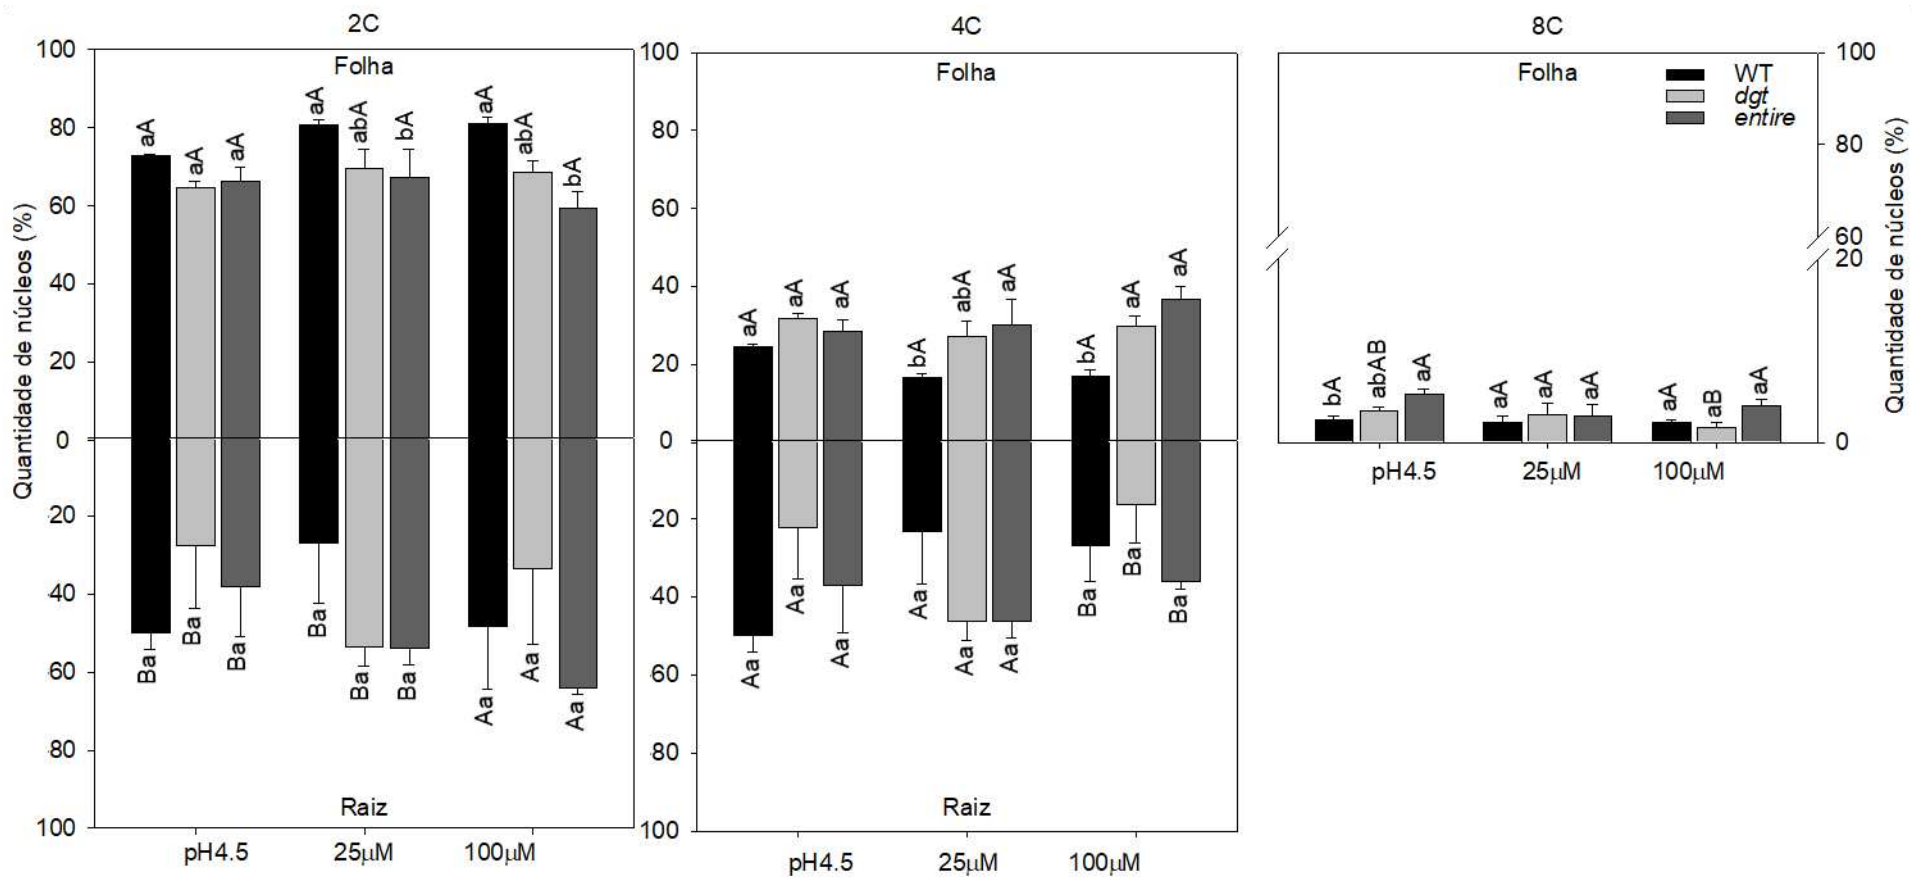 2C
Folha
100
80
60
40
20
0
20
40
60
80
100
Quantidade de núcleos (%)
aA
aA
aA
aA
abA
bA
aA
abA
bA
Ba
Ba
Ba
Ba
Ba
Ba
Aa
Aa
Aa
Raiz
pH4.5
25µM
100µM
4C
Folha
100
80
60
40
20
0
20
40
60
80
100
aA
aA
aA
bA
abA
aA
bA
aA
aA
Aa
Aa
Aa
Aa
Aa
Aa
Ba
Ba
Ba
Raiz
pH4.5
25µM
100µM
8C
Folha
WT
dgt
entire
100
80
60
20
0
Quantidade de núcleos (%)
bA
abAB
aA
aA
aA
aA
aA
aB
aA
pH4.5
25µM
100µM